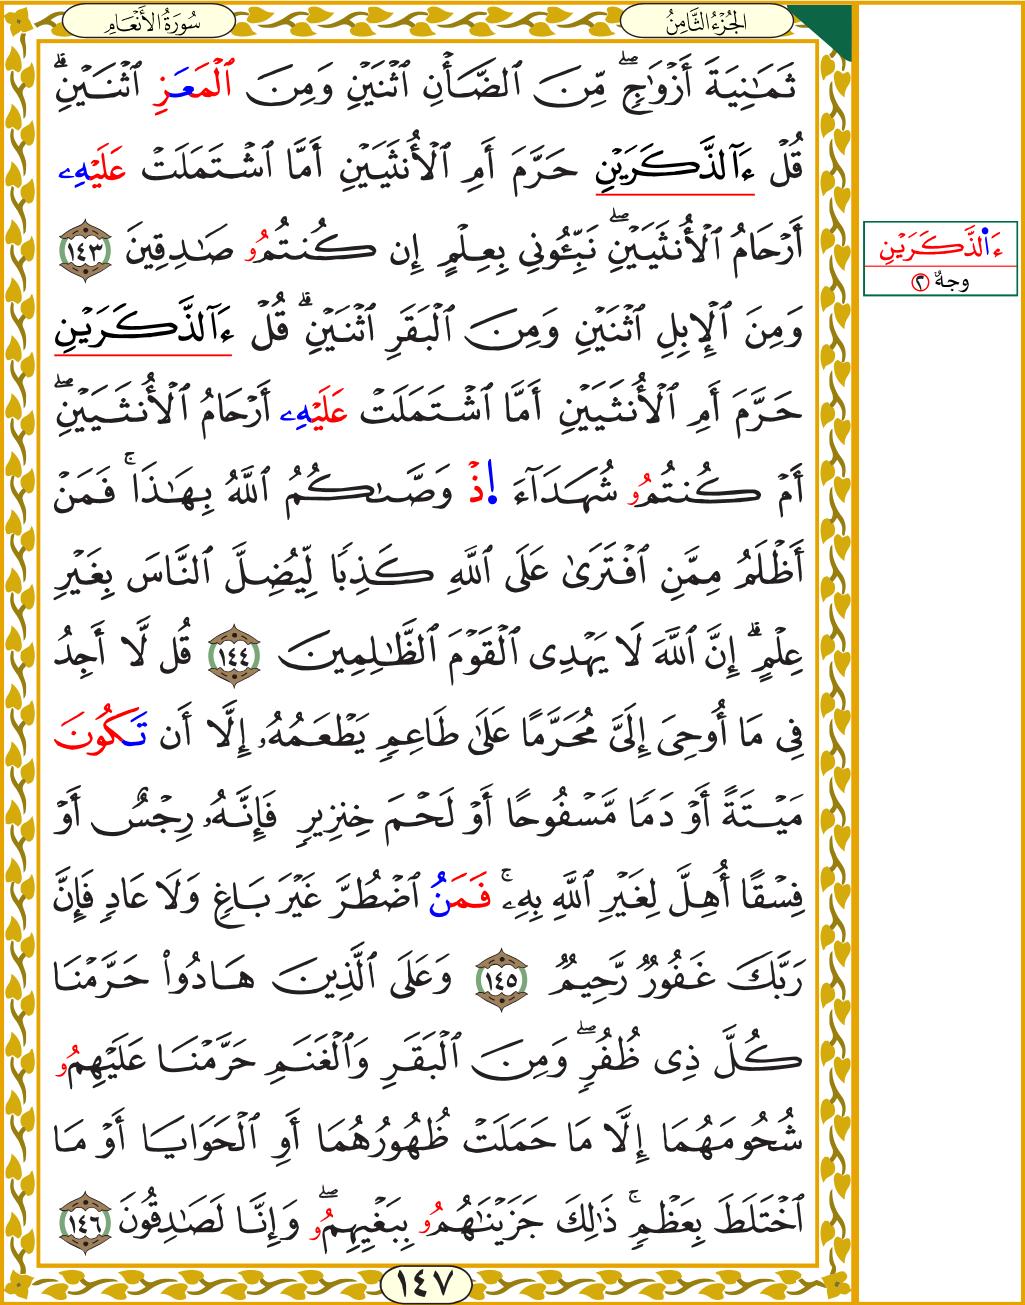 الجُزْءُ الثَّامِنُ
سُورَةُ الأَنْعَامِ
ثَمَٰنِيَةَ أَزْوَٰجٖۖ مِّنَ ٱلضَّأْنِ ٱثْنَيْنِ وَمِنَ ٱلْمَعَزِ ٱثْنَيْنِۗ
قُلْ ءَآلذَّكَرَيْنِ حَرَّمَ أَمِ ٱلْأُنثَيَيْنِ أَمَّا ٱشْتَمَلَتْ عَلَيْهِۦ
أَرْحَامُ ٱلْأُنثَيَيْنِۖ نَبِّـُٔونِي بِعِلْمٍ إِن كُنتُمُۥ صَٰدِقِينَ ١٤٣
وَمِنَ ٱلْإِبِلِ ٱثْنَيْنِ وَمِنَ ٱلْبَقَرِ ٱثْنَيْنِۗ قُلْ ءَآلذَّكَرَيْنِ
حَرَّمَ أَمِ ٱلْأُنثَيَيْنِ أَمَّا ٱشْتَمَلَتْ عَلَيْهِۦ أَرْحَامُ ٱلْأُنثَيَيْنِۖ
أَمْ كُنتُمُۥ شُهَدَآءَ ا۪ذْ وَصَّىٰكُمُ ٱللَّهُ بِهَٰذَاۚ فَمَنْ
أَظْلَمُ مِمَّنِ ٱفْتَرَىٰ عَلَى ٱللَّهِ كَذِبٗا لِّيُضِلَّ ٱلنَّاسَ بِغَيْرِ
عِلْمٍۗ إِنَّ ٱللَّهَ لَا يَهْدِي ٱلْقَوْمَ ٱلظَّٰلِمِينَ ١٤٤ قُل لَّا أَجِدُ
فِي مَا أُوحِيَ إِلَيَّ مُحَرَّمًا عَلَىٰ طَاعِمٖ يَطْعَمُهُۥ إِلَّا أَن تَكُونَ
مَيْتَةً أَوْ دَمٗا مَّسْفُوحًا أَوْ لَحْمَ خِنزِيرٖ فَإِنَّهُۥ رِجْسٌ أَوْ
فِسْقًا أُهِلَّ لِغَيْرِ ٱللَّهِ بِهِۦۚ فَمَنُ ٱضْطُرَّ غَيْرَ بَاغٖ وَلَا عَادٖ فَإِنَّ
رَبَّكَ غَفُورٞ رَّحِيمٞ ١٤٥ وَعَلَى ٱلَّذِينَ هَادُواْ حَرَّمْنَا
كُلَّ ذِي ظُفُرٖۖ وَمِنَ ٱلْبَقَرِ وَٱلْغَنَمِ حَرَّمْنَا عَلَيْهِمُۥ
شُحُومَهُمَا إِلَّا مَا حَمَلَتْ ظُهُورُهُمَا أَوِ ٱلْحَوَايَا أَوْ مَا
ٱخْتَلَطَ بِعَظْمٖۚ ذَٰلِكَ جَزَيْنَٰهُمُۥ بِبَغْيِهِمُۥۖ وَإِنَّا لَصَٰدِقُونَ ١٤٦
ءَاْلذَّكَرَيْنِ
وجهٌ ٢
١٤٧